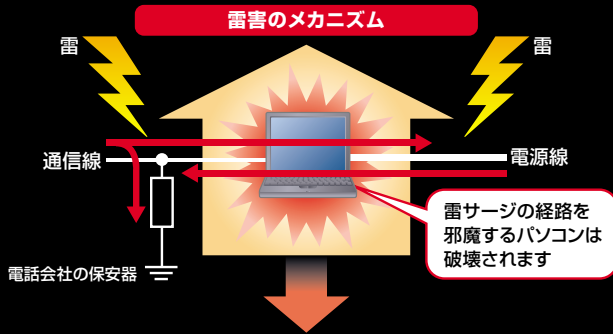 雷害のメカニズム
雷
雷
通信線
電源線
雷サージの経路を
邪魔するパソコンは
破壊されます
電話会社の保安器